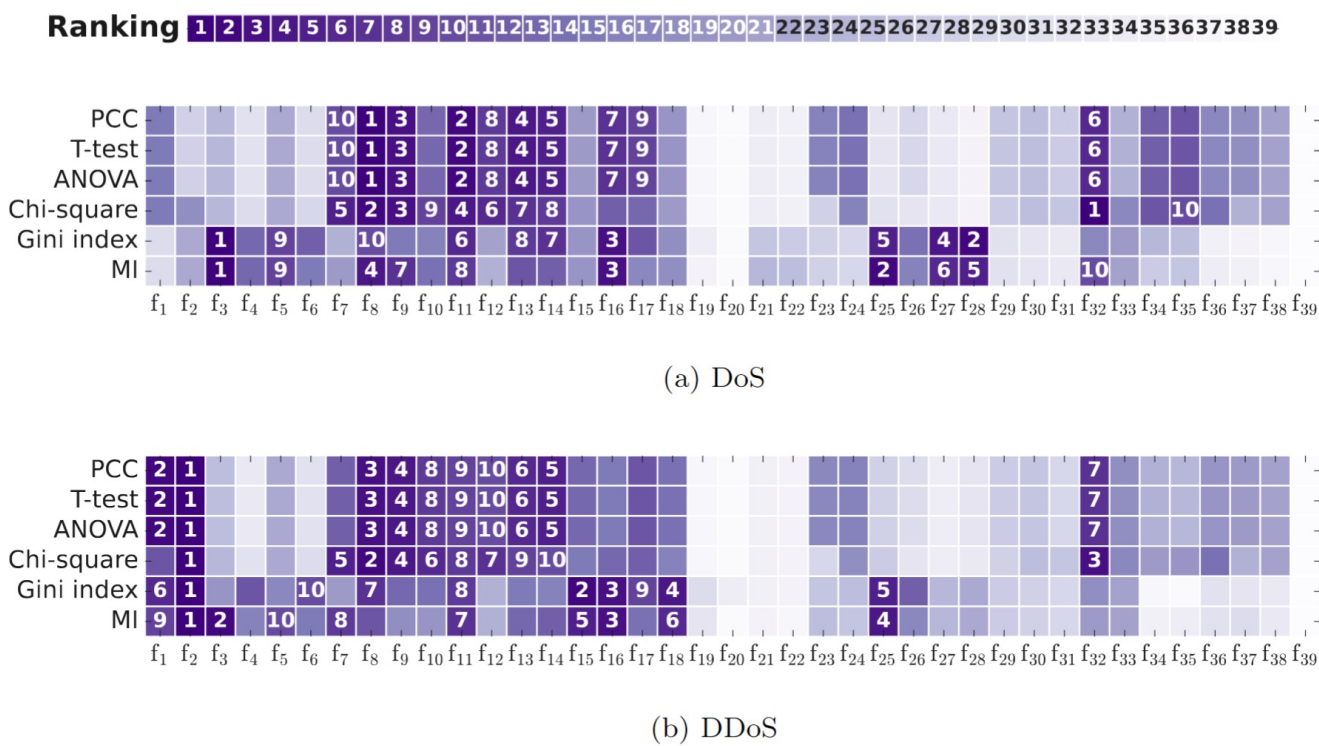 Ranking 1 2 3 4 5 6 7 8 9 10 11 12 13 14 15 16 17 18 19 20 21 22 23 24 25 26 27 28 29 30 31 32 33 34 35 36 37 38 39
PCC 10 1 3 2 8 4 5 7 9 6
T-test 10 1 3 2 8 4 5 7 9 6
ANOVA 10 1 3 2 8 4 5 7 9 6
Chi-square 5 2 3 9 4 6 7 8 1 10
Gini index 1 9 10 6 8 7 3 5 4 2
MI 1 9 4 7 8 3 2 6 5 10
f₁ f₂ f₃ f₄ f₅ f₆ f₇ f₈ f₉ f₁₀ f₁₁ f₁₂ f₁₃ f₁₄ f₁₅ f₁₆ f₁₇ f₁₈ f₁₉ f₂₀ f₂₁ f₂₂ f₂₃ f₂₄ f₂₅ f₂₆ f₂₇ f₂₈ f₂₉ f₃₀ f₃₁ f₃₂ f₃₃ f₃₄ f₃₅ f₃₆ f₃₇ f₃₈ f₃₉
(a) DoS
PCC 2 1 3 4 8 9 10 6 5 7
T-test 2 1 3 4 8 9 10 6 5 7
ANOVA 2 1 3 4 8 9 10 6 5 7
Chi-square 1 5 2 4 6 8 7 9 10 3
Gini index 6 1 10 7 8 2 3 9 4 5
MI 9 1 2 10 8 7 5 3 6 4
f₁ f₂ f₃ f₄ f₅ f₆ f₇ f₈ f₉ f₁₀ f₁₁ f₁₂ f₁₃ f₁₄ f₁₅ f₁₆ f₁₇ f₁₈ f₁₉ f₂₀ f₂₁ f₂₂ f₂₃ f₂₄ f₂₅ f₂₆ f₂₇ f₂₈ f₂₉ f₃₀ f₃₁ f₃₂ f₃₃ f₃₄ f₃₅ f₃₆ f₃₇ f₃₈ f₃₉
(b) DDoS